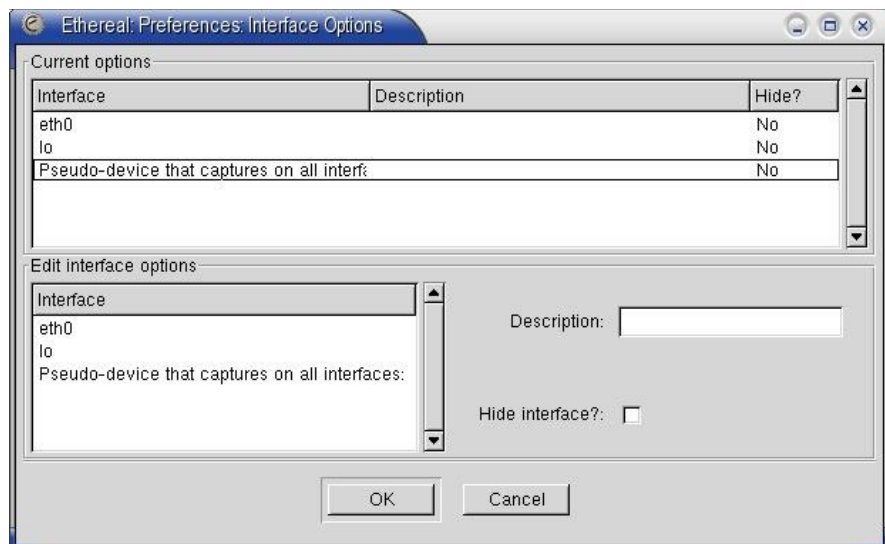 Ethereal: Preferences: Interface Options
Current options
Interface Description Hide?
eth0 No
lo No
Pseudo-device that captures on all interfa No
Edit interface options
Interface
eth0
lo
Pseudo-device that captures on all interfaces:
Description:
Hide interface?:
OK Cancel